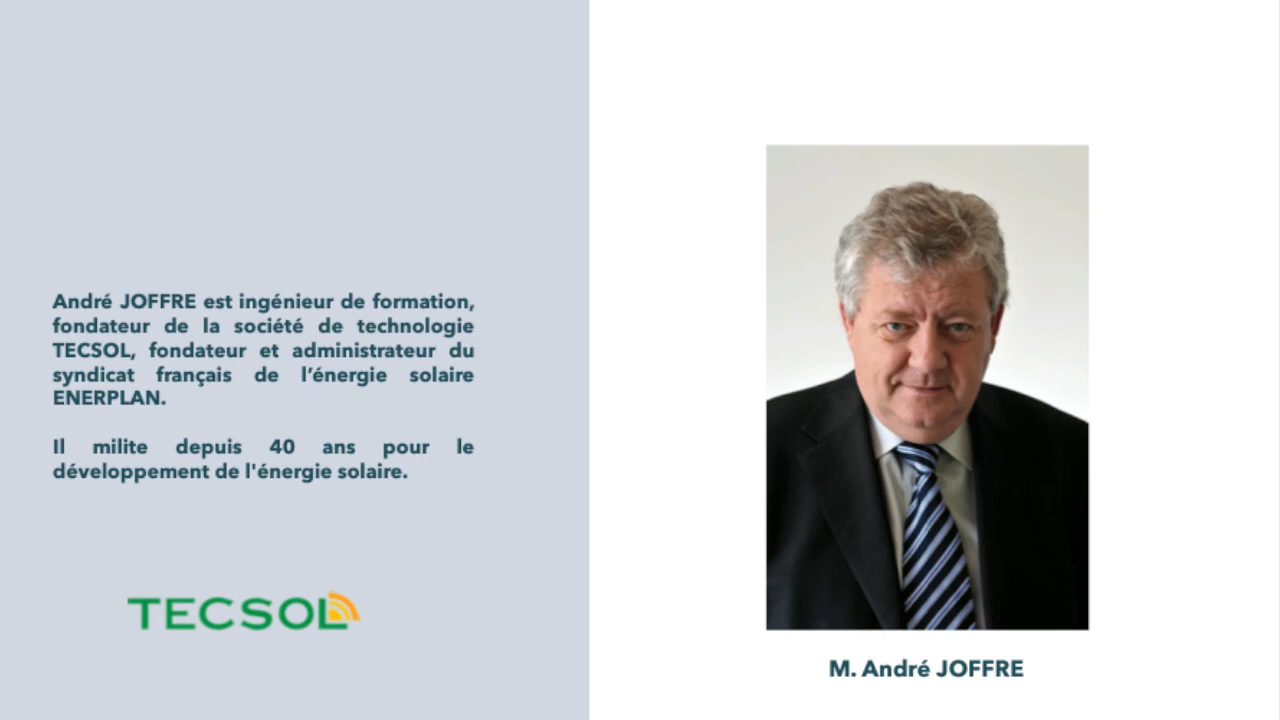 André JOFFRE est ingénieur de formation,
fondateur de la société de technologie
TECSOL, fondateur et administrateur du
syndicat français de l’énergie solaire
ENERPLAN.
Il milite depuis 40 ans pour le
développement de l'énergie solaire.
TECSOL
M. André JOFFRE